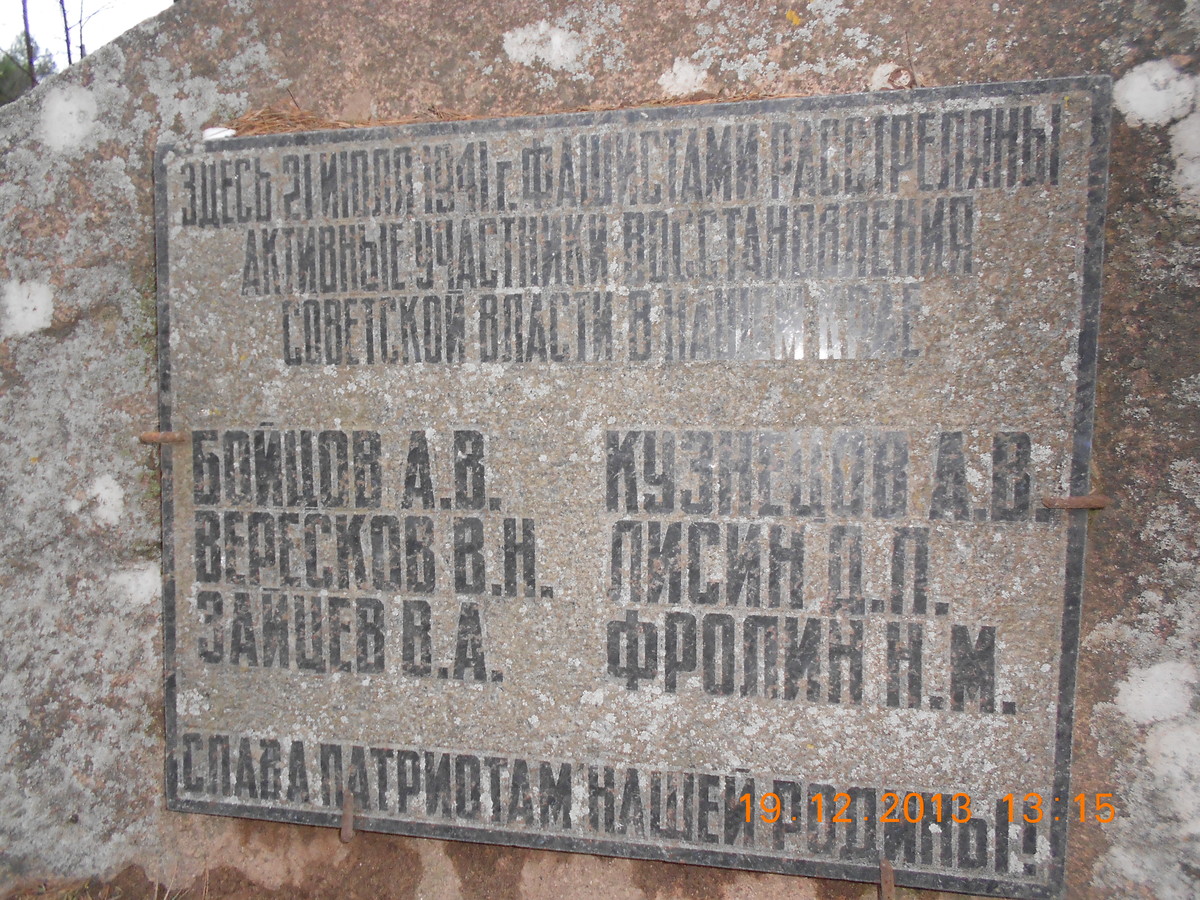 ЗДЕСЬ 21 ИЮЛЯ 1941 г. ФАШИСТАМИ РАССТРЕЛЯНЫ
АКТИВНЫЕ УЧАСТНИКИ ВОССТАНОВЛЕНИЯ
СОВЕТСКОЙ ВЛАСТИ В НАШЕМ КРАЕ
БОЙЦОВ А.В.
ВЕРЕСКОВ В.Н.
ЗАЙЦЕВ В.А.
КУЗНЕЦОВ А.В.
ЛИСИН Д.Л.
ФРОЛИН Н.М.
СЛАВА ПАТРИОТАМ НАШЕЙ РОДИНЫ!
19.12.2013 13:15